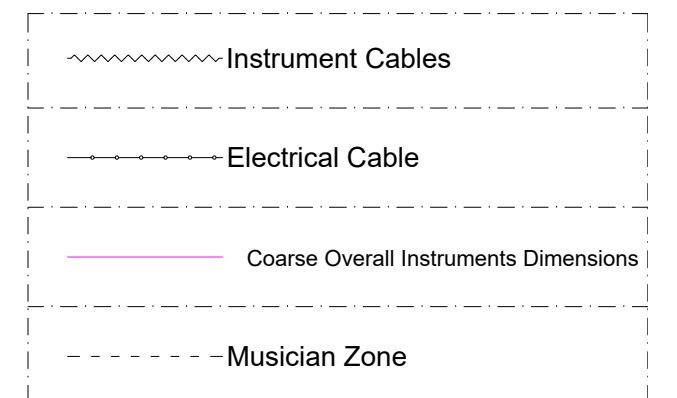 Instrument Cables
Electrical Cable
Coarse Overall Instruments Dimensions
Musician Zone